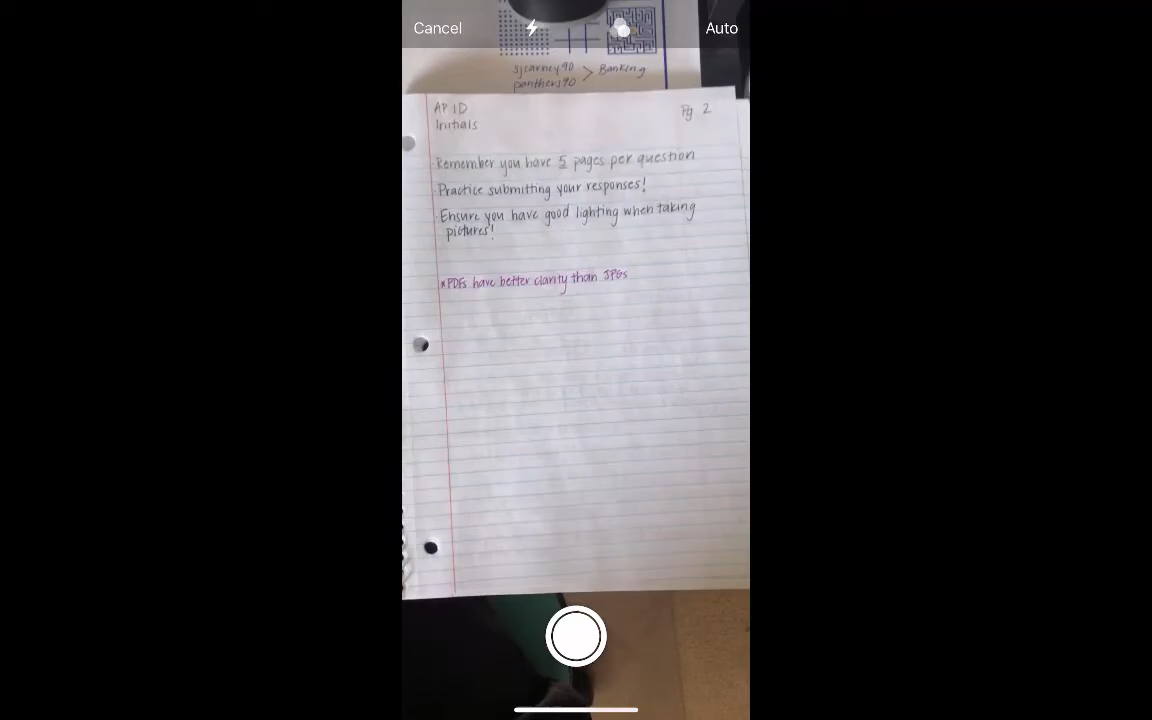 Cancel
Auto
sjcarney90
panthers90 > Banking
AP ID
Pg 2
Initials
·Remember you have 5 pages per question
·Practice submitting your responses!
·Ensure you have good lighting when taking
pictures!
*PDFs have better clarity than JPGs